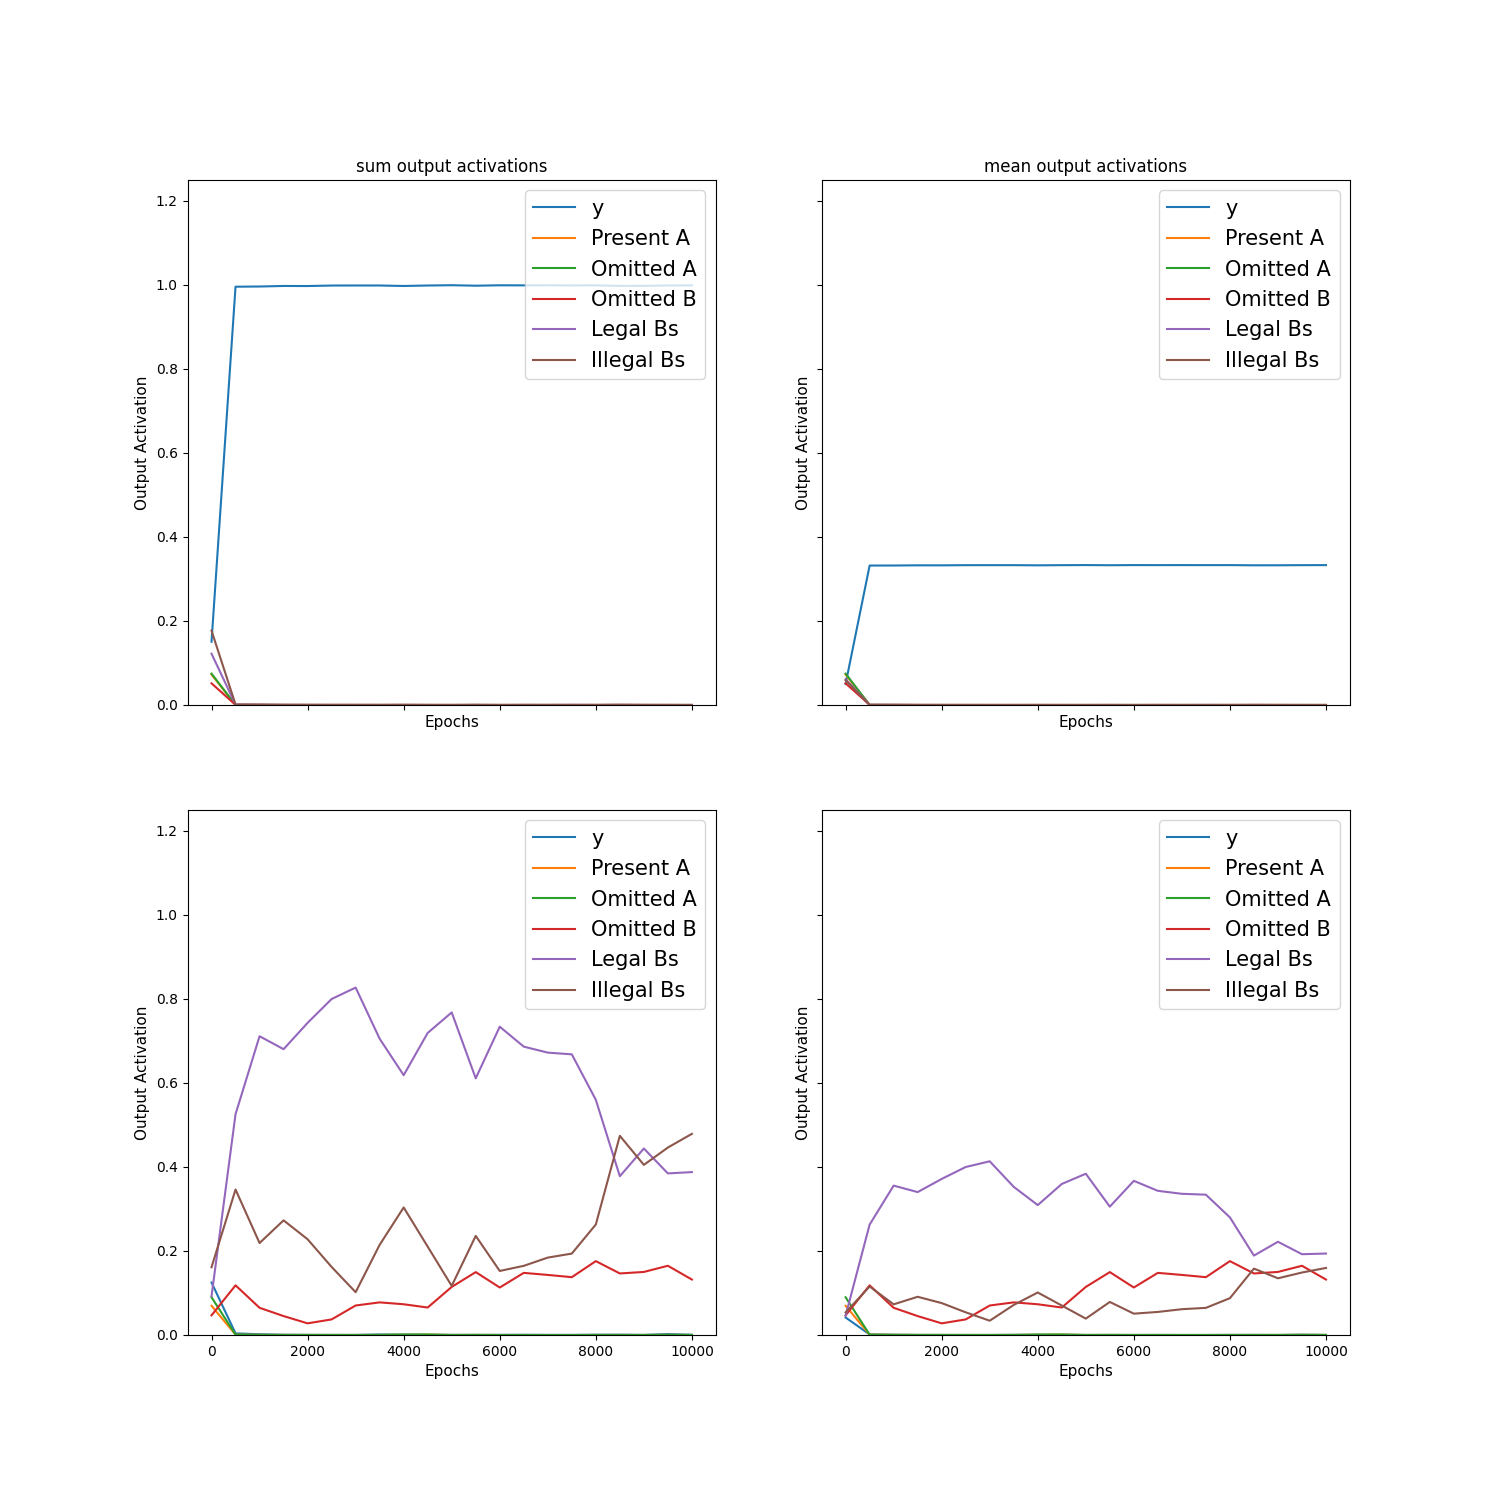 sum output activations
1.2
1.0
0.8
0.6
0.4
0.2
0.0
Output Activation
Epochs
y
Present A
Omitted A
Omitted B
Legal Bs
Illegal Bs
mean output activations
Output Activation
Epochs
y
Present A
Omitted A
Omitted B
Legal Bs
Illegal Bs
1.2
1.0
0.8
0.6
0.4
0.2
0.0
Output Activation
0 2000 4000 6000 8000 10000
Epochs
y
Present A
Omitted A
Omitted B
Legal Bs
Illegal Bs
Output Activation
0 2000 4000 6000 8000 10000
Epochs
y
Present A
Omitted A
Omitted B
Legal Bs
Illegal Bs